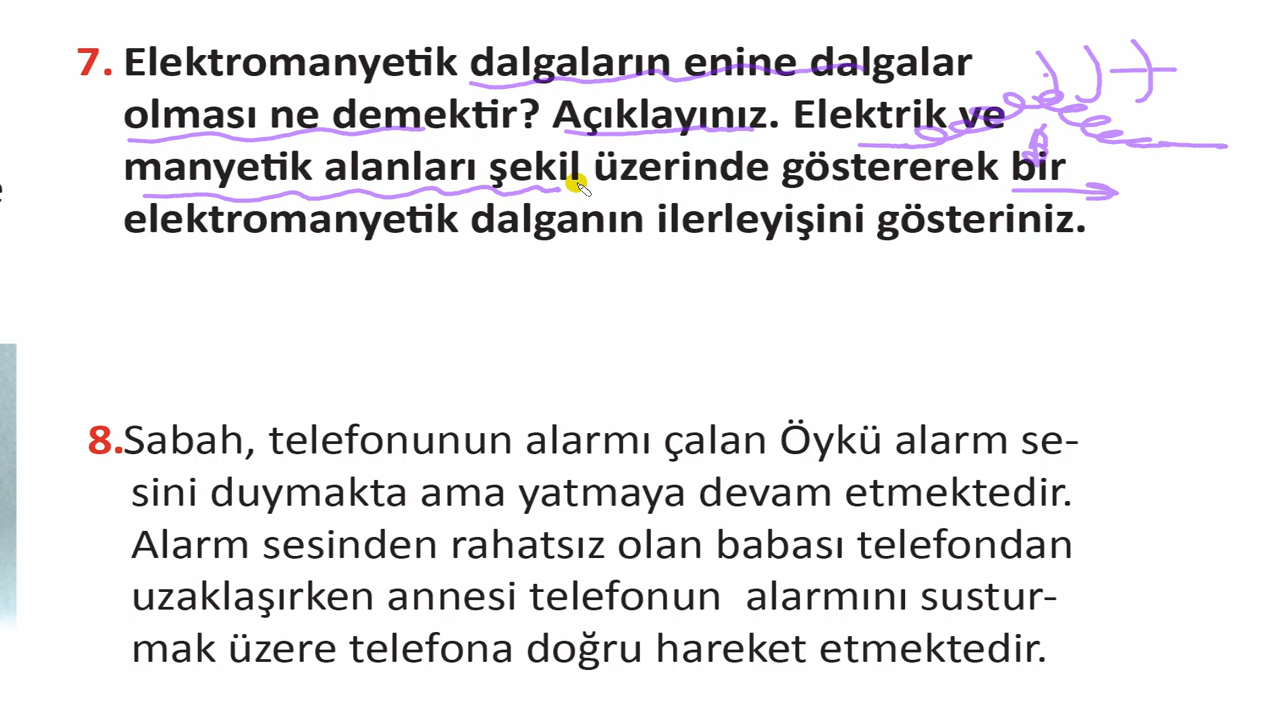 7. Elektromanyetik dalgaların enine dalgalar
olması ne demektir? Açıklayınız. Elektrik ve
manyetik alanları şekil üzerinde göstererek bir
elektromanyetik dalganın ilerleyişini gösteriniz.
8.Sabah, telefonunun alarmı çalan Öykü alarm se-
sini duymakta ama yatmaya devam etmektedir.
Alarm sesinden rahatsız olan babası telefondan
uzaklaşırken annesi telefonun alarmını sustur-
mak üzere telefona doğru hareket etmektedir.